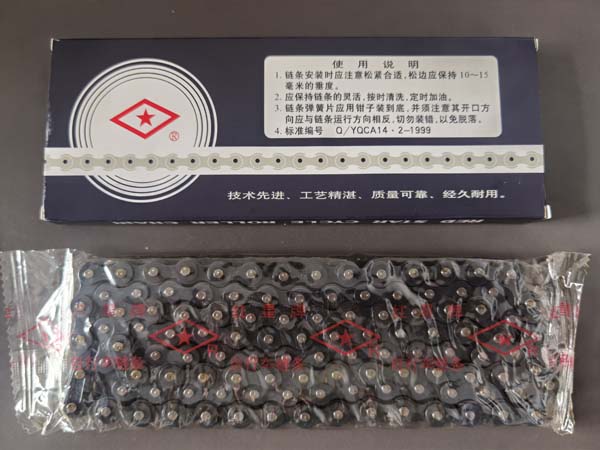 使用说明
1. 链条安装时应注意松紧合适,松边应保持10～15
毫米的垂度。
2. 应保持链条的灵活,按时清洗,定时加油。
3. 链条弹簧片应用钳子装到底,并须注意其开口方
向应与链条运行方向相反,切勿装错,以免脱落。
4. 标准编号 Q/YQCA14·2-1999
®
技术先进、工艺精湛、质量可靠、经久耐用。